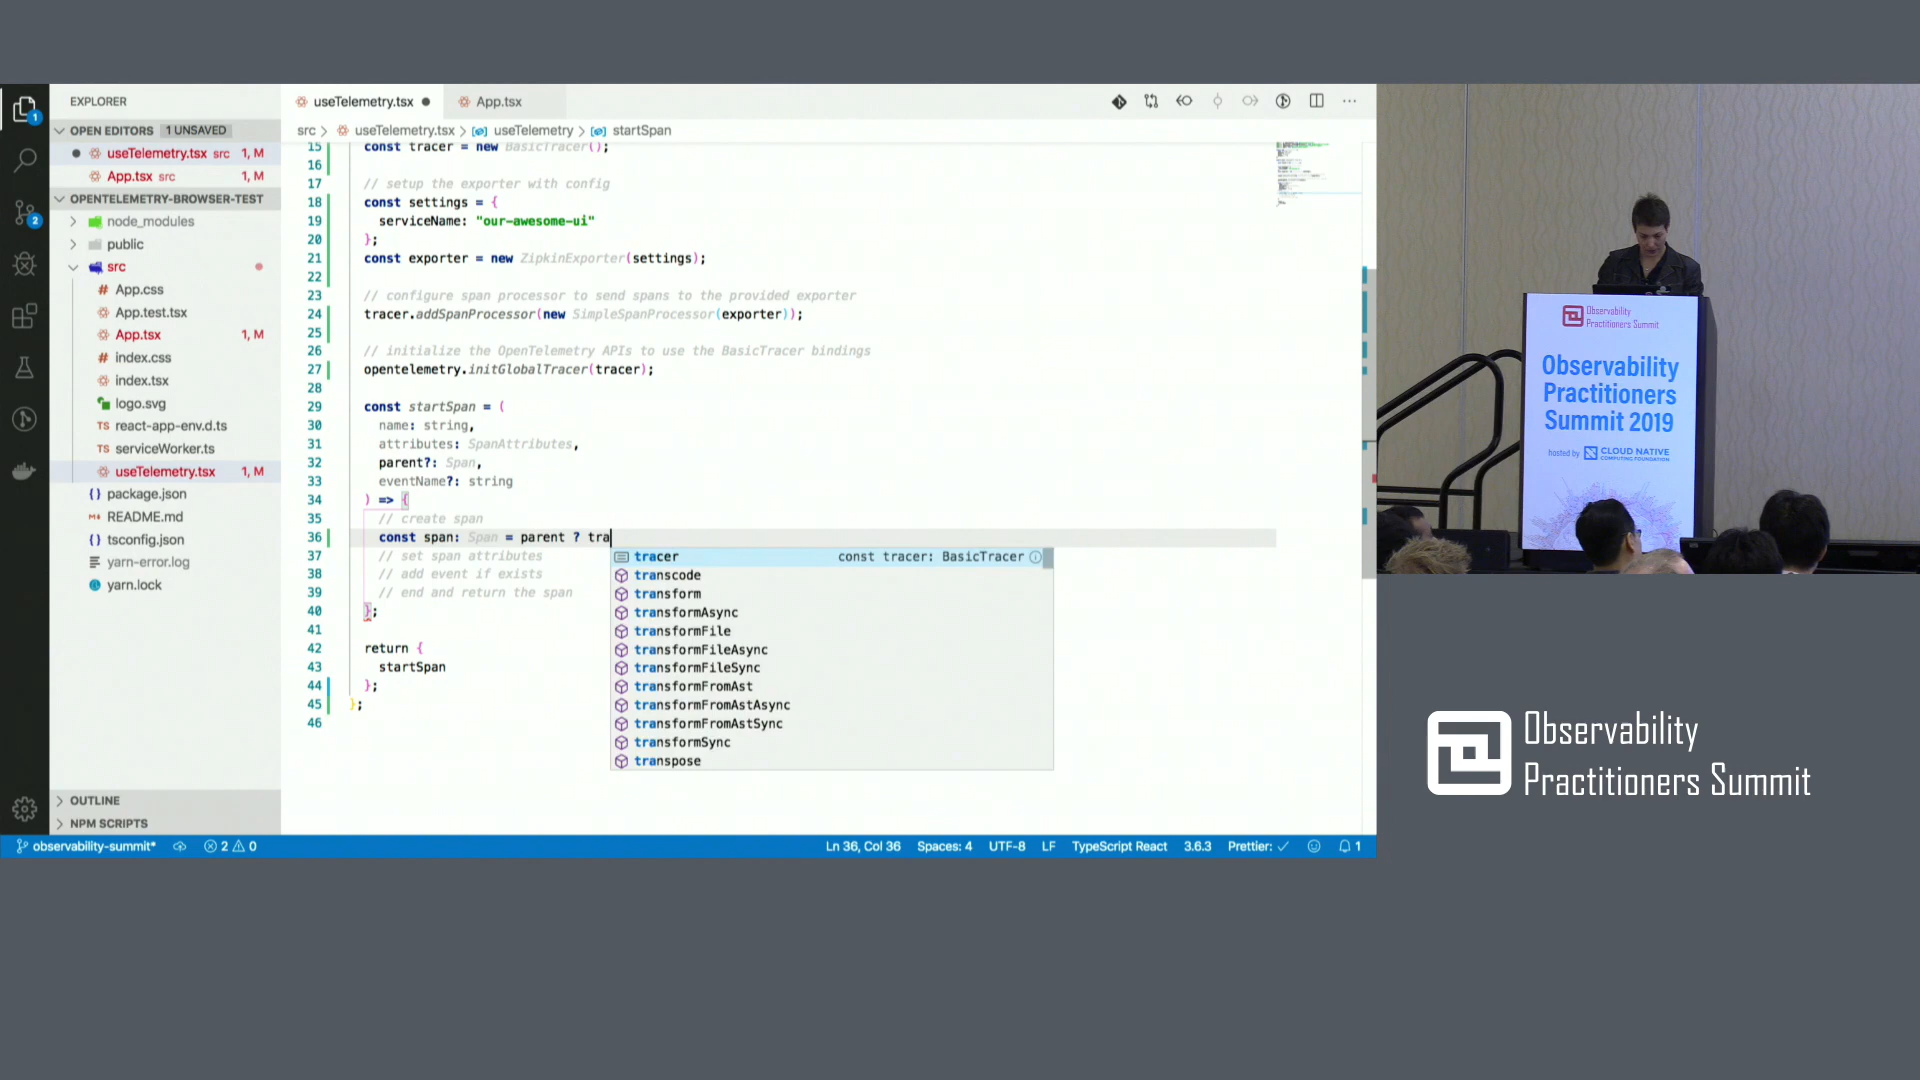 EXPLORER
OPEN EDITORS 1 UNSAVED
useTelemetry.tsx src 1, M
App.tsx src 1, M
OPENTELEMETRY-BROWSER-TEST
node_modules
public
src
App.css
App.test.tsx
App.tsx 1, M
index.css
index.tsx
logo.svg
react-app-env.d.ts
serviceWorker.ts
useTelemetry.tsx 1, M
package.json
README.md
tsconfig.json
yarn-error.log
yarn.lock
OUTLINE
NPM SCRIPTS
useTelemetry.tsx App.tsx
src > useTelemetry.tsx > useTelemetry > startSpan
15 const tracer = new BasicTracer();
16
17 // setup the exporter with config
18 const settings = {
19 serviceName: "our-awesome-ui"
20 };
21 const exporter = new ZipkinExporter(settings);
22
23 // configure span processor to send spans to the provided exporter
24 tracer.addSpanProcessor(new SimpleSpanProcessor(exporter));
25
26 // initialize the OpenTelemetry APIs to use the BasicTracer bindings
27 opentelemetry.initGlobalTracer(tracer);
28
29 const startSpan = (
30 name: string,
31 attributes: SpanAttributes,
32 parent?: Span,
33 eventName?: string
34 ) => {
35 // create span
36 const span: Span = parent ? tra
37 // set span attributes
38 // add event if exists
39 // end and return the span
40 };
41
42 return {
43 startSpan
44 };
45 };
46
tracer const tracer: BasicTracer
transcode
transform
transformAsync
transformFile
transformFileAsync
transformFileSync
transformFromAst
transformFromAstAsync
transformFromAstSync
transformSync
transpose
observability-summit* 2 0 Ln 36, Col 36 Spaces: 4 UTF-8 LF TypeScript React 3.6.3 Prettier: ✓ 1
Observability
Practitioners Summit
Observability
Practitioners
Summit 2019
hosted by CLOUD NATIVE
COMPUTING FOUNDATION
Observability
Practitioners Summit